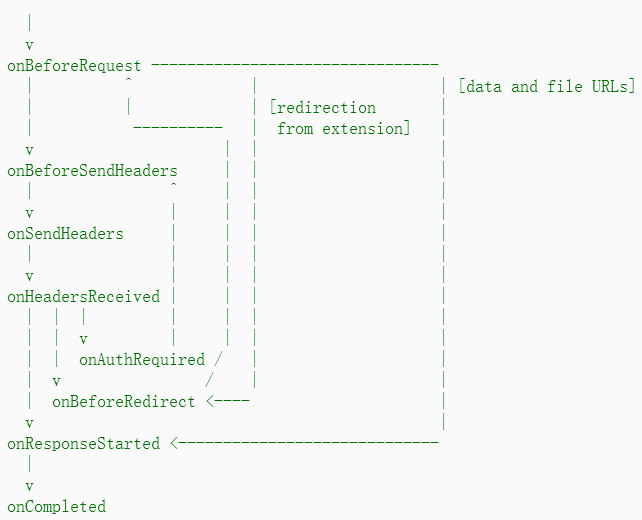 |
v
onBeforeRequest --------------------------------
|          ^             |                    | [data and file URLs]
|          |             | [redirection       |
|           ----------   |  from extension]   |
v                     |  |                    |
onBeforeSendHeaders     |  |                    |
|               ^     |  |                    |
v               |     |  |                    |
onSendHeaders     |     |  |                    |
|               |     |  |                    |
v               |     |  |                    |
onHeadersReceived |     |  |                    |
|  |  |         |     |  |                    |
|  |  v         |     |  |                    |
|  |  onAuthRequired /   |                    |
|  v                /    |                    |
|  onBeforeRedirect <----                     |
v                                             |
onResponseStarted <-----------------------------
|
v
onCompleted